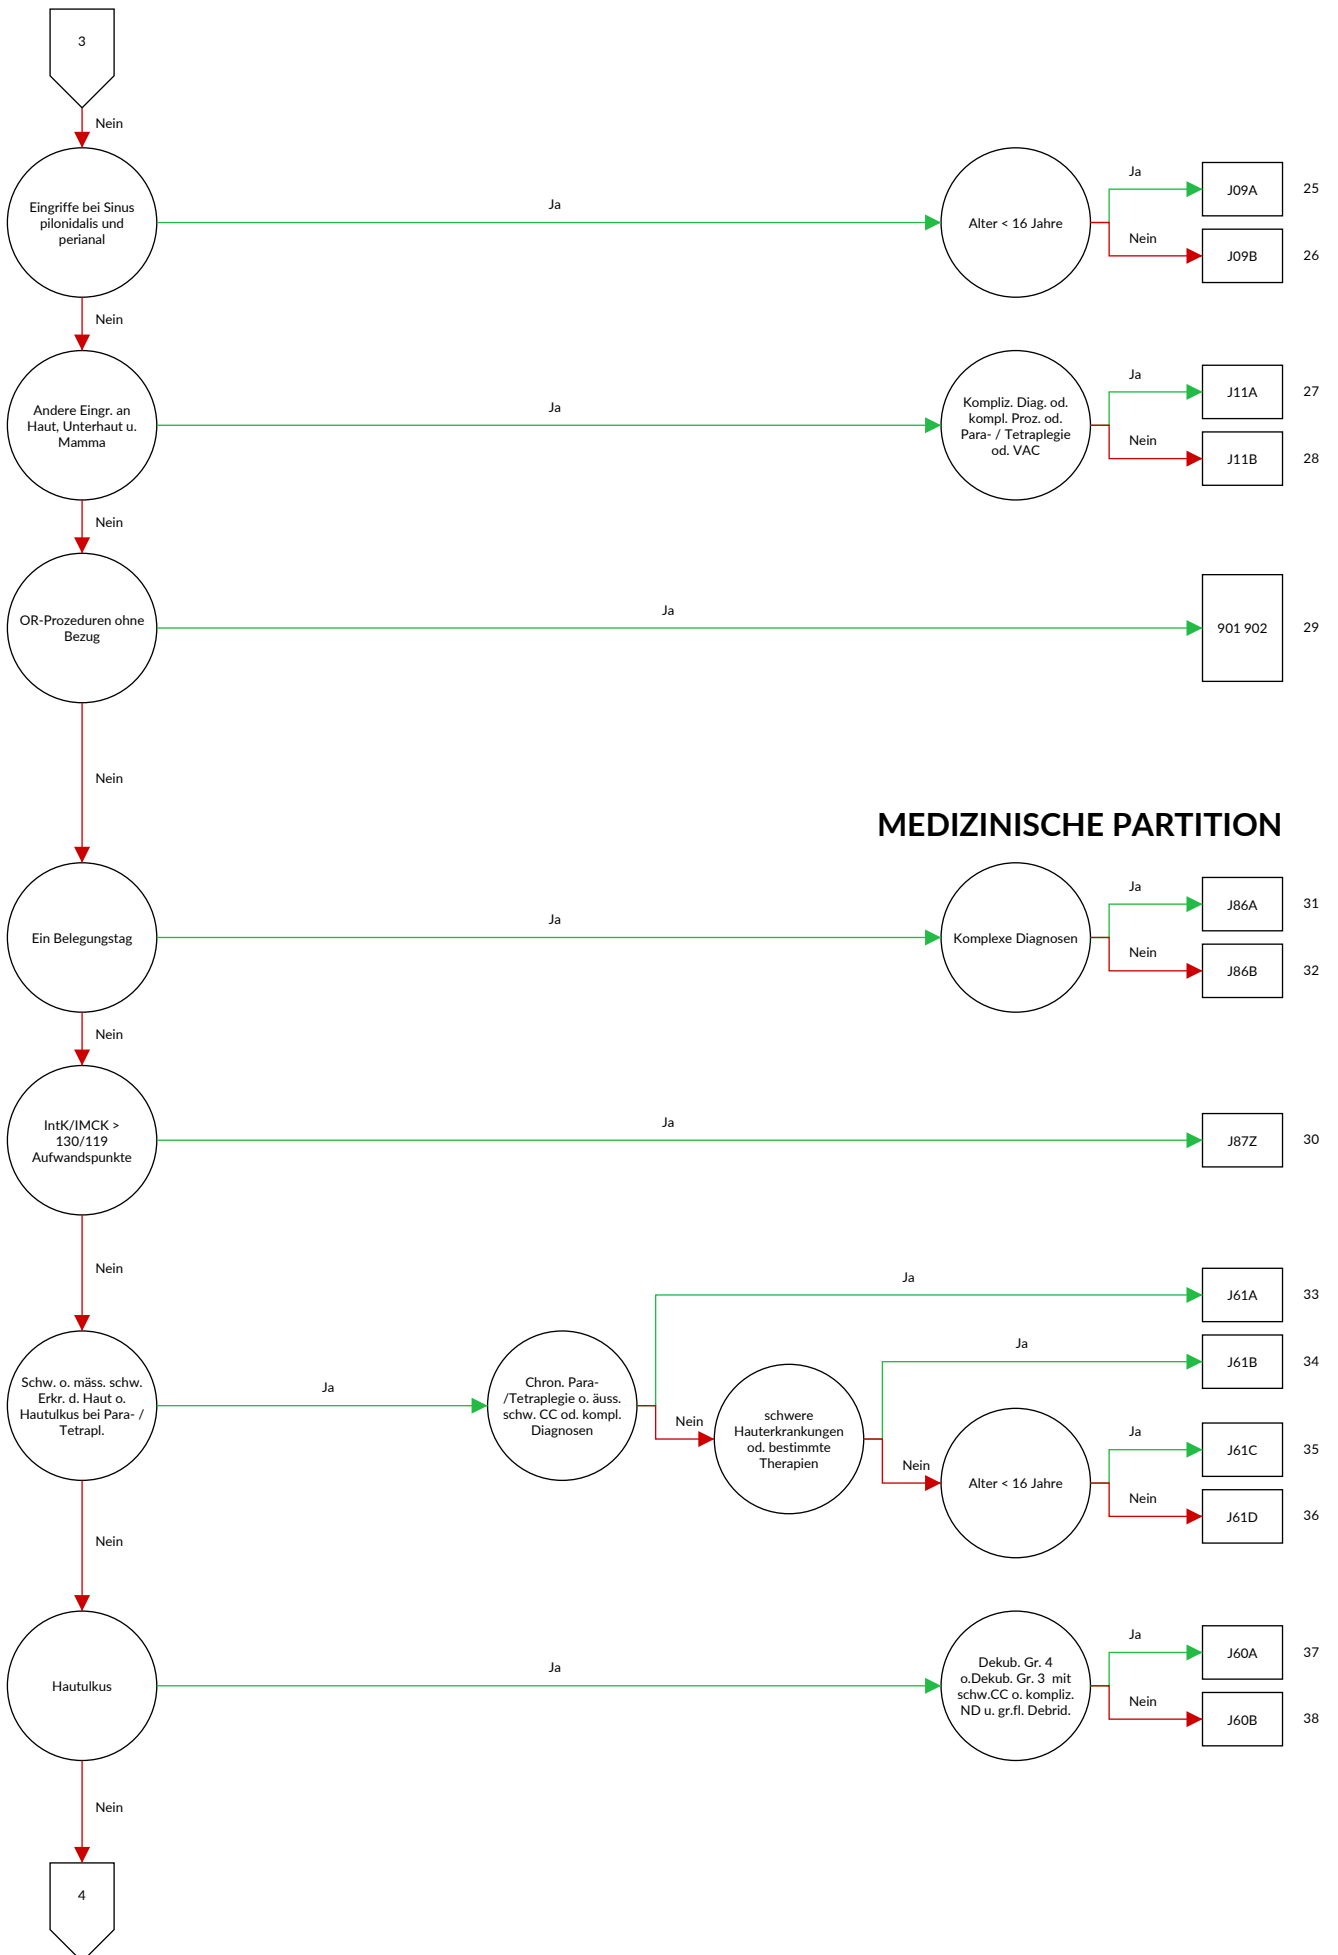 3
Nein
Eingriffe bei Sinus
pilonidalis und
perianal
Ja
Alter < 16 Jahre
Ja
J09A
25
Nein
J09B
26
Nein
Andere Eingr. an
Haut, Unterhaut u.
Mamma
Ja
Kompliz. Diag. od.
kompl. Proz. od.
Para- / Tetraplegie
od. VAC
Ja
J11A
27
Nein
J11B
28
Nein
OR-Prozeduren ohne
Bezug
Ja
901 902
29
Nein
MEDIZINISCHE PARTITION
Ein Belegungstag
Ja
Komplexe Diagnosen
Ja
J86A
31
Nein
J86B
32
Nein
IntK/IMCK >
130/119
Aufwandspunkte
Ja
J87Z
30
Nein
Schw. o. mäss. schw.
Erkr. d. Haut o.
Hautulkus bei Para- /
Tetrapl.
Ja
Chron. Para-
/Tetraplegie o. äuss.
schw. CC od. kompl.
Diagnosen
Ja
J61A
33
Nein
schwere
Hauterkrankungen
od. bestimmte
Therapien
Ja
J61B
34
Nein
Alter < 16 Jahre
Ja
J61C
35
Nein
J61D
36
Nein
Hautulkus
Ja
Dekub. Gr. 4
o.Dekub. Gr. 3 mit
schw.CC o. kompliz.
ND u. gr.fl. Debrid.
Ja
J60A
37
Nein
J60B
38
Nein
4